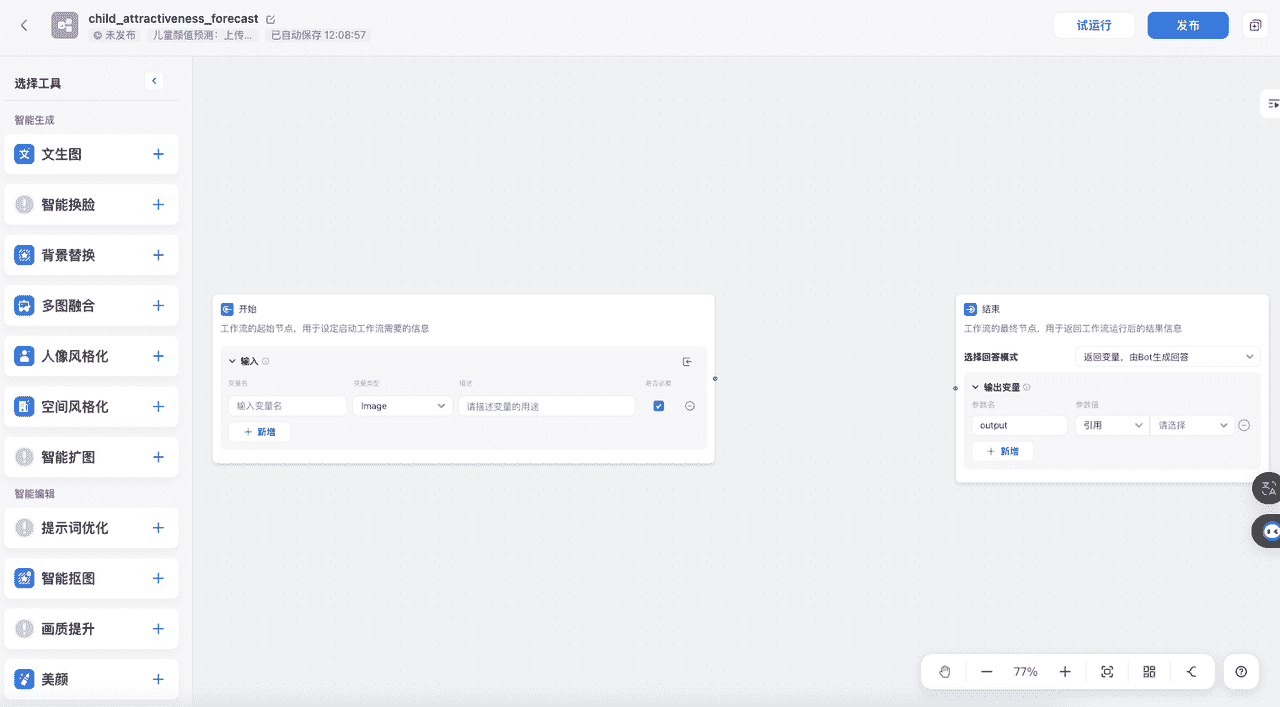 child_attractiveness_forecast
未发布 儿童颜值预测：上传... 已自动保存 12:08:57
试运行 发布
选择工具
智能生成
文生图
智能换脸
背景替换
多图融合
人像风格化
空间风格化
智能扩图
智能编辑
提示词优化
智能抠图
画质提升
美颜
开始
工作流的起始节点，用于设定启动工作流需要的信息
输入
变量名 变量类型 描述 是否必要
输入变量名 Image 请描述变量的用途
新增
结束
工作流的最终节点，用于返回工作流运行后的结果信息
选择回答模式 返回变量，由Bot生成回答
输出变量
参数名 参数值
output 引用 请选择
新增
77%